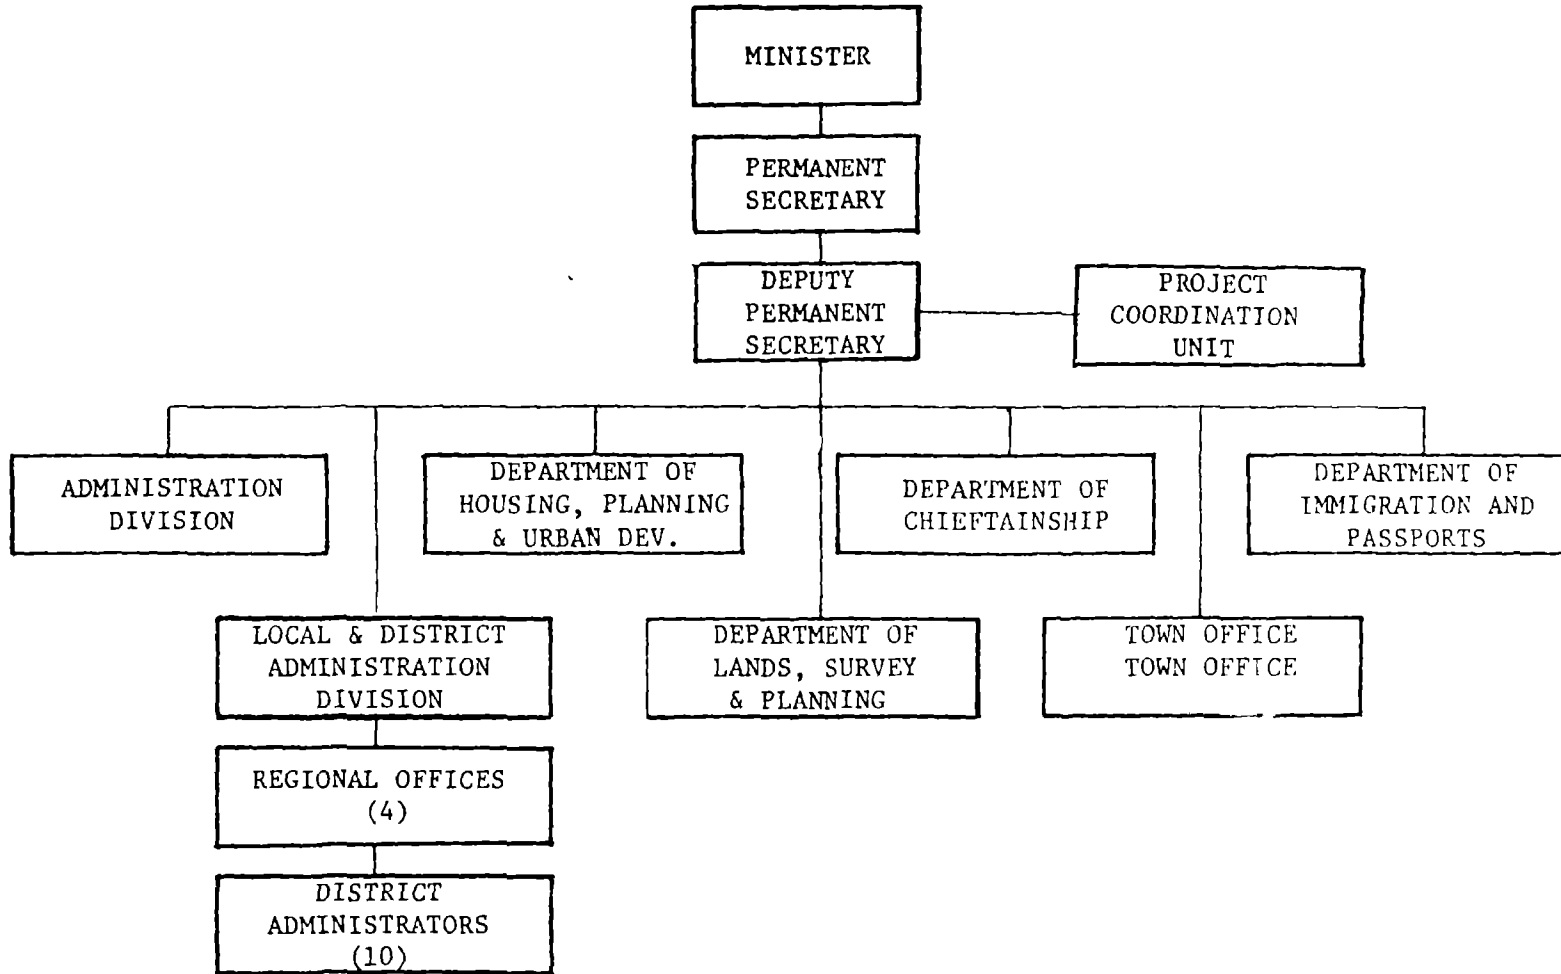 MINISTER
PERMANENT
SECRETARY
DEPUTY
PERMANENT
SECRETARY
PROJECT
COORDINATION
UNIT
ADMINISTRATION
DIVISION
DEPARTMENT OF
HOUSING, PLANNING
& URBAN DEV.
DEPARTMENT OF
CHIEFTAINSHIP
DEPARTMENT OF
IMMIGRATION AND
PASSPORTS
LOCAL & DISTRICT
ADMINISTRATION
DIVISION
DEPARTMENT OF
LANDS, SURVEY
& PLANNING
TOWN OFFICE
TOWN OFFICE
REGIONAL OFFICES
(4)
DISTRICT
ADMINISTRATORS
(10)